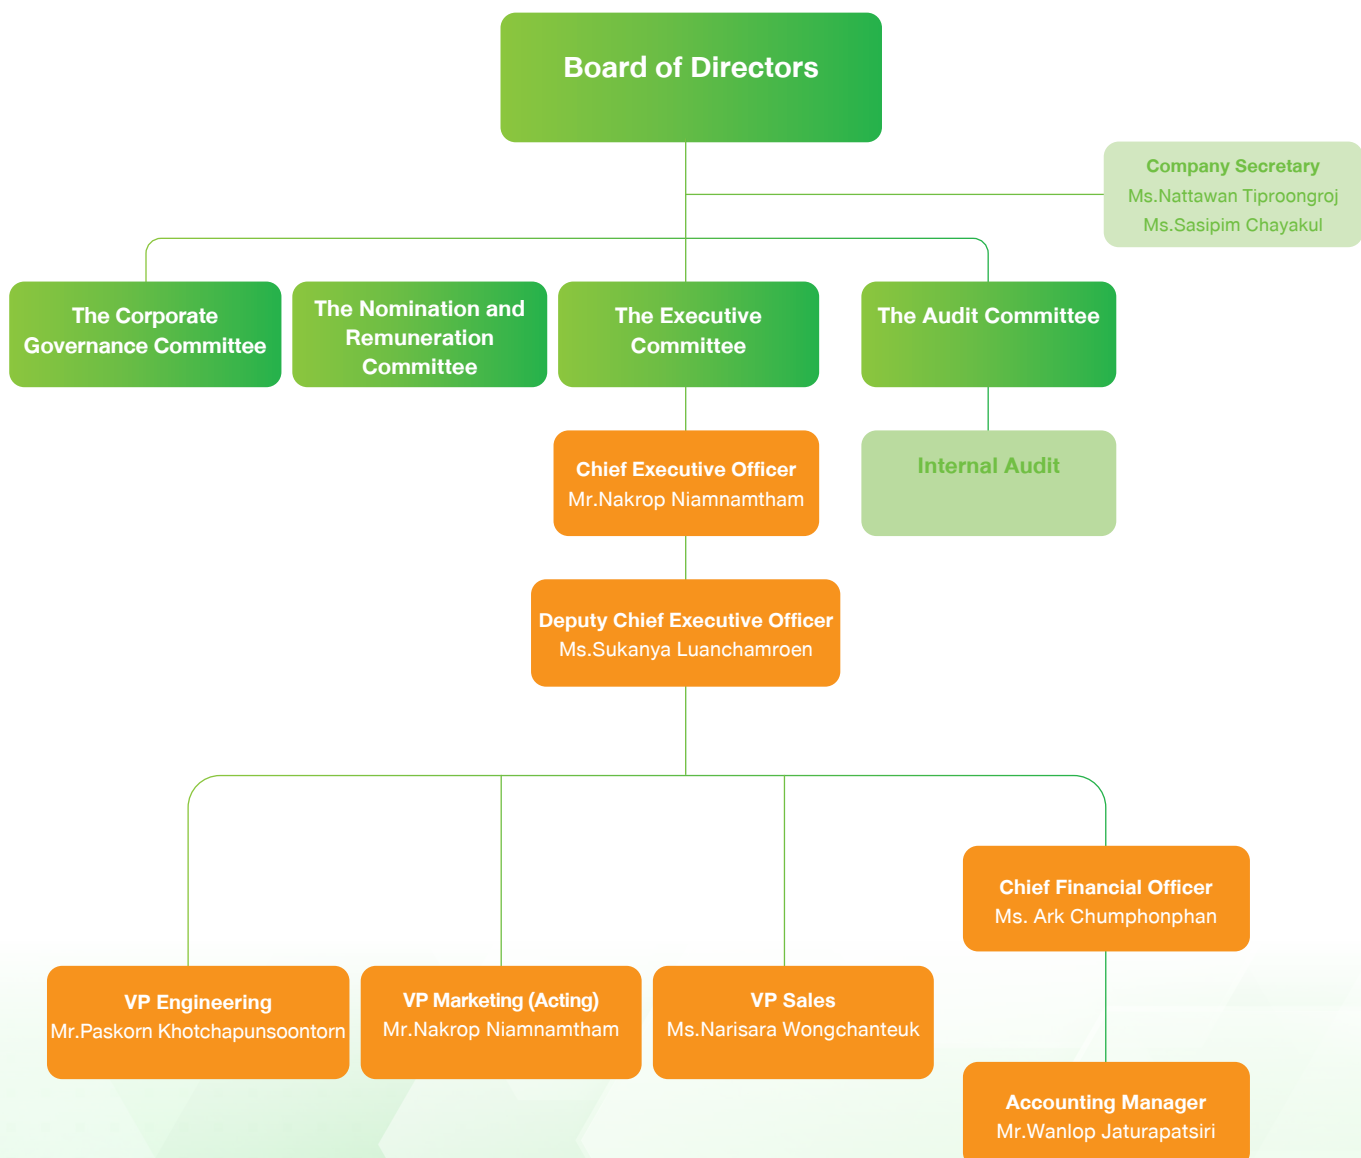 Board of Directors
Company Secretary
Ms.Nattawan Tiproongroj
Ms.Sasipim Chayakul
The Corporate
Governance Committee
The Nomination and
Remuneration
Committee
The Executive
Committee
The Audit Committee
Chief Executive Officer
Mr.Nakrop Niamnamtham
Internal Audit
Deputy Chief Executive Officer
Ms.Sukanya Luanchamroen
Chief Financial Officer
Ms. Ark Chumphonphan
VP Engineering
Mr.Paskorn Khotchapunsoontorn
VP Marketing (Acting)
Mr.Nakrop Niamnamtham
VP Sales
Ms.Narisara Wongchanteuk
Accounting Manager
Mr.Wanlop Jaturapatsiri